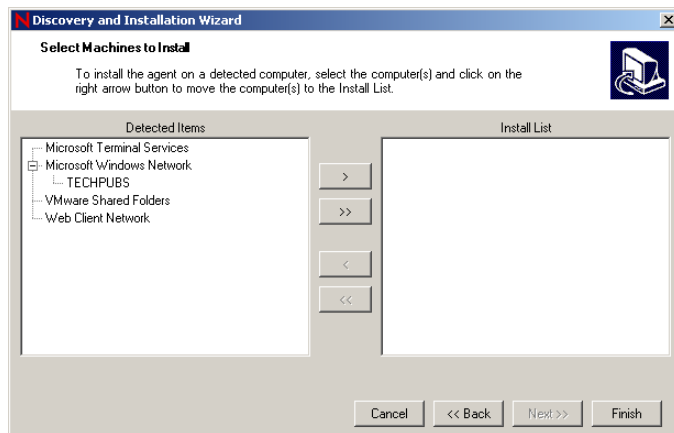 Discovery and Installation Wizard
Select Machines to Install
To install the agent on a detected computer, select the computer(s) and click on the
right arrow button to move the computer(s) to the Install List.
Detected Items
Install List
Microsoft Terminal Services
Microsoft Windows Network
TECHPUBS
VMware Shared Folders
Web Client Network
>
>>
<
<<
Cancel
<< Back
Next >>
Finish